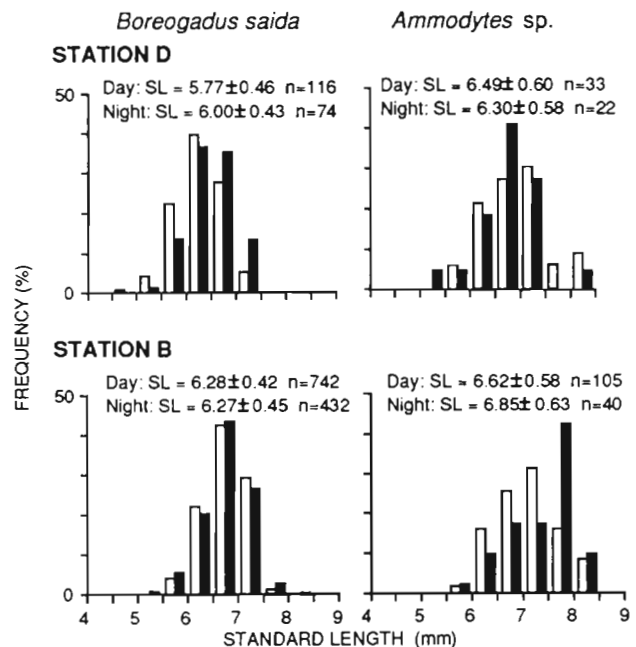 Boreogadus saida Ammodytes sp.
STATION D
Day: SL = 5.77±0.46 n=116
Night: SL = 6.00±0.43 n=74
Day: SL = 6.49±0.60 n=33
Night: SL = 6.30±0.58 n=22
50
0
FREQUENCY (%)
STATION B
Day: SL = 6.28±0.42 n=742
Night: SL = 6.27±0.45 n=432
Day: SL = 6.62±0.58 n=105
Night: SL = 6.85±0.63 n=40
50
0
4 5 6 7 8 9 4 5 6 7 8 9
STANDARD LENGTH (mm)